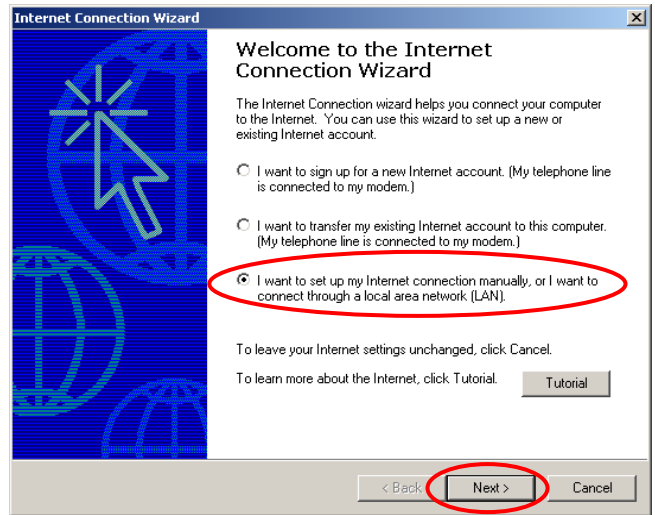 Internet Connection Wizard
Welcome to the Internet
Connection Wizard
The Internet Connection wizard helps you connect your computer
to the Internet. You can use this wizard to set up a new or
existing Internet account.
I want to sign up for a new Internet account. (My telephone line
is connected to my modem.)
I want to transfer my existing Internet account to this computer.
(My telephone line is connected to my modem.)
I want to set up my Internet connection manually, or I want to
connect through a local area network (LAN).
To leave your Internet settings unchanged, click Cancel.
To learn more about the Internet, click Tutorial.
Tutorial
< Back
Next >
Cancel